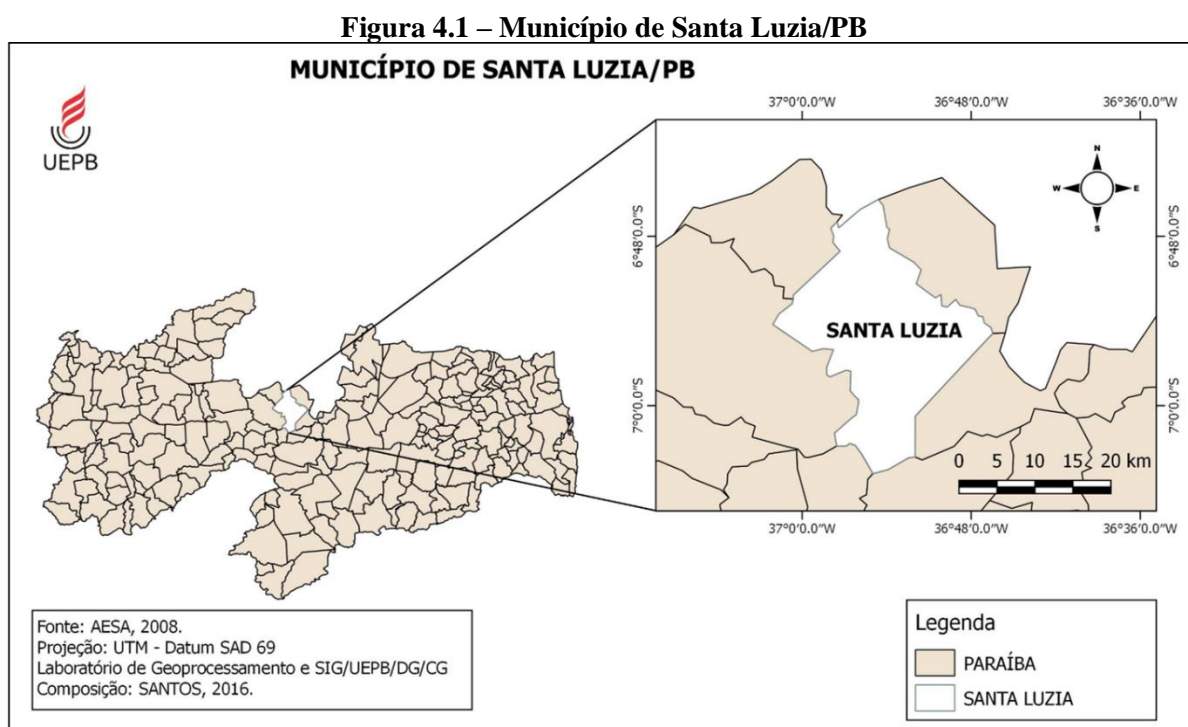 Figura 4.1 – Município de Santa Luzia/PB
MUNICÍPIO DE SANTA LUZIA/PB
UEPB
37°0'0.0"W 36°48'0.0"W 36°36'0.0"W
N
W E
S
6°48'0.0"S 6°48'0.0"S
SANTA LUZIA
7°0'0.0"S 7°0'0.0"S
0 5 10 15 20 km
37°0'0.0"W 36°48'0.0"W 36°36'0.0"W
Fonte: AESA, 2008.
Projeção: UTM - Datum SAD 69
Laboratório de Geoprocessamento e SIG/UEPB/DG/CG
Composição: SANTOS, 2016.
Legenda
PARAÍBA
SANTA LUZIA